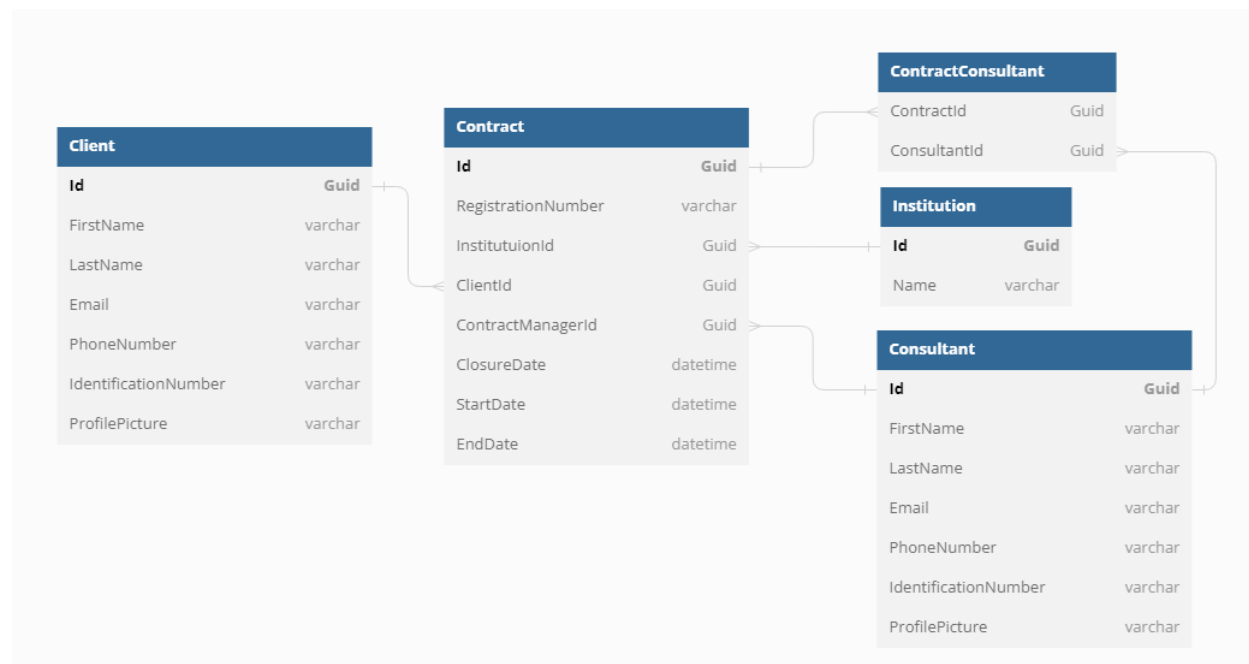 Client
Id Guid
FirstName varchar
LastName varchar
Email varchar
PhoneNumber varchar
IdentificationNumber varchar
ProfilePicture varchar
Contract
Id Guid
RegistrationNumber varchar
InstitutuionId Guid
ClientId Guid
ContractManagerId Guid
ClosureDate datetime
StartDate datetime
EndDate datetime
ContractConsultant
ContractId Guid
ConsultantId Guid
Institution
Id Guid
Name varchar
Consultant
Id Guid
FirstName varchar
LastName varchar
Email varchar
PhoneNumber varchar
IdentificationNumber varchar
ProfilePicture varchar